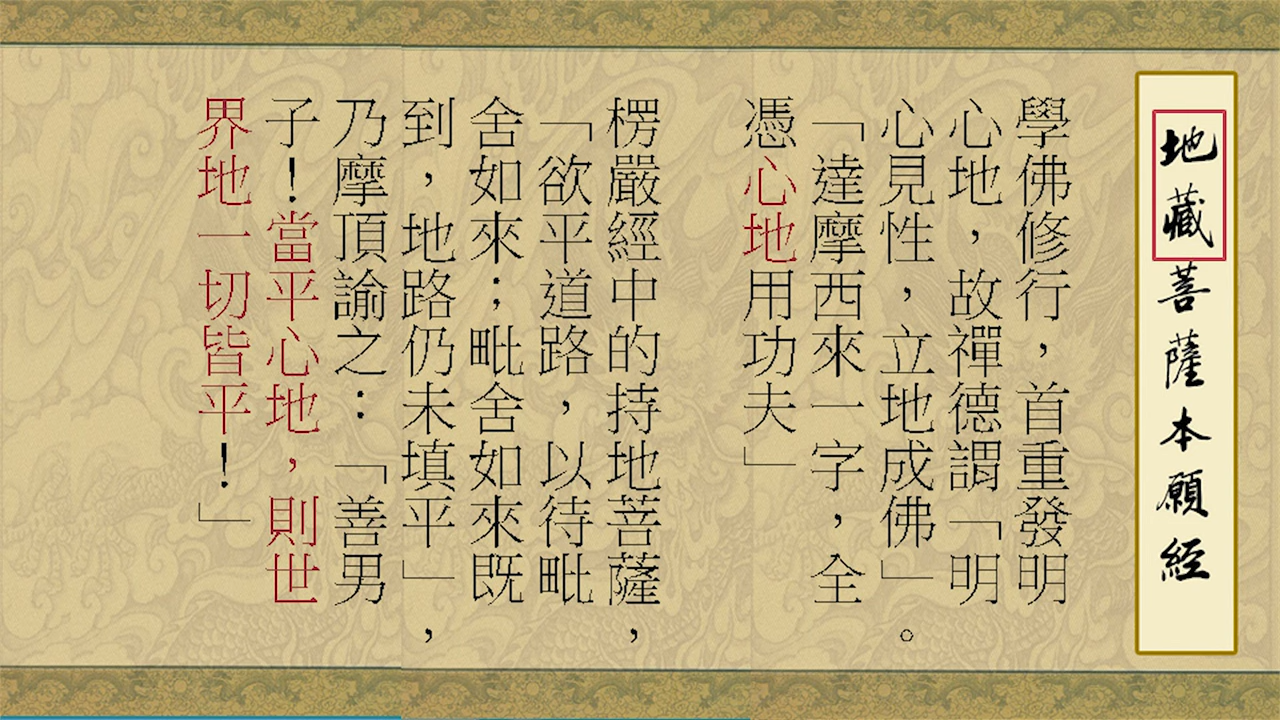 地藏菩薩本願經
學佛修行，首重發明
心地，故禪德謂「明
心見性，立地成佛」。
「達摩西來一字，全
憑心地用功夫」
楞嚴經中的持地菩薩，
「欲平道路，以待毗
舍如來；毗舍如來既
到，地路仍未填平」，
乃摩頂諭之：「善男
子！當平心地，則世
界地一切皆平！」